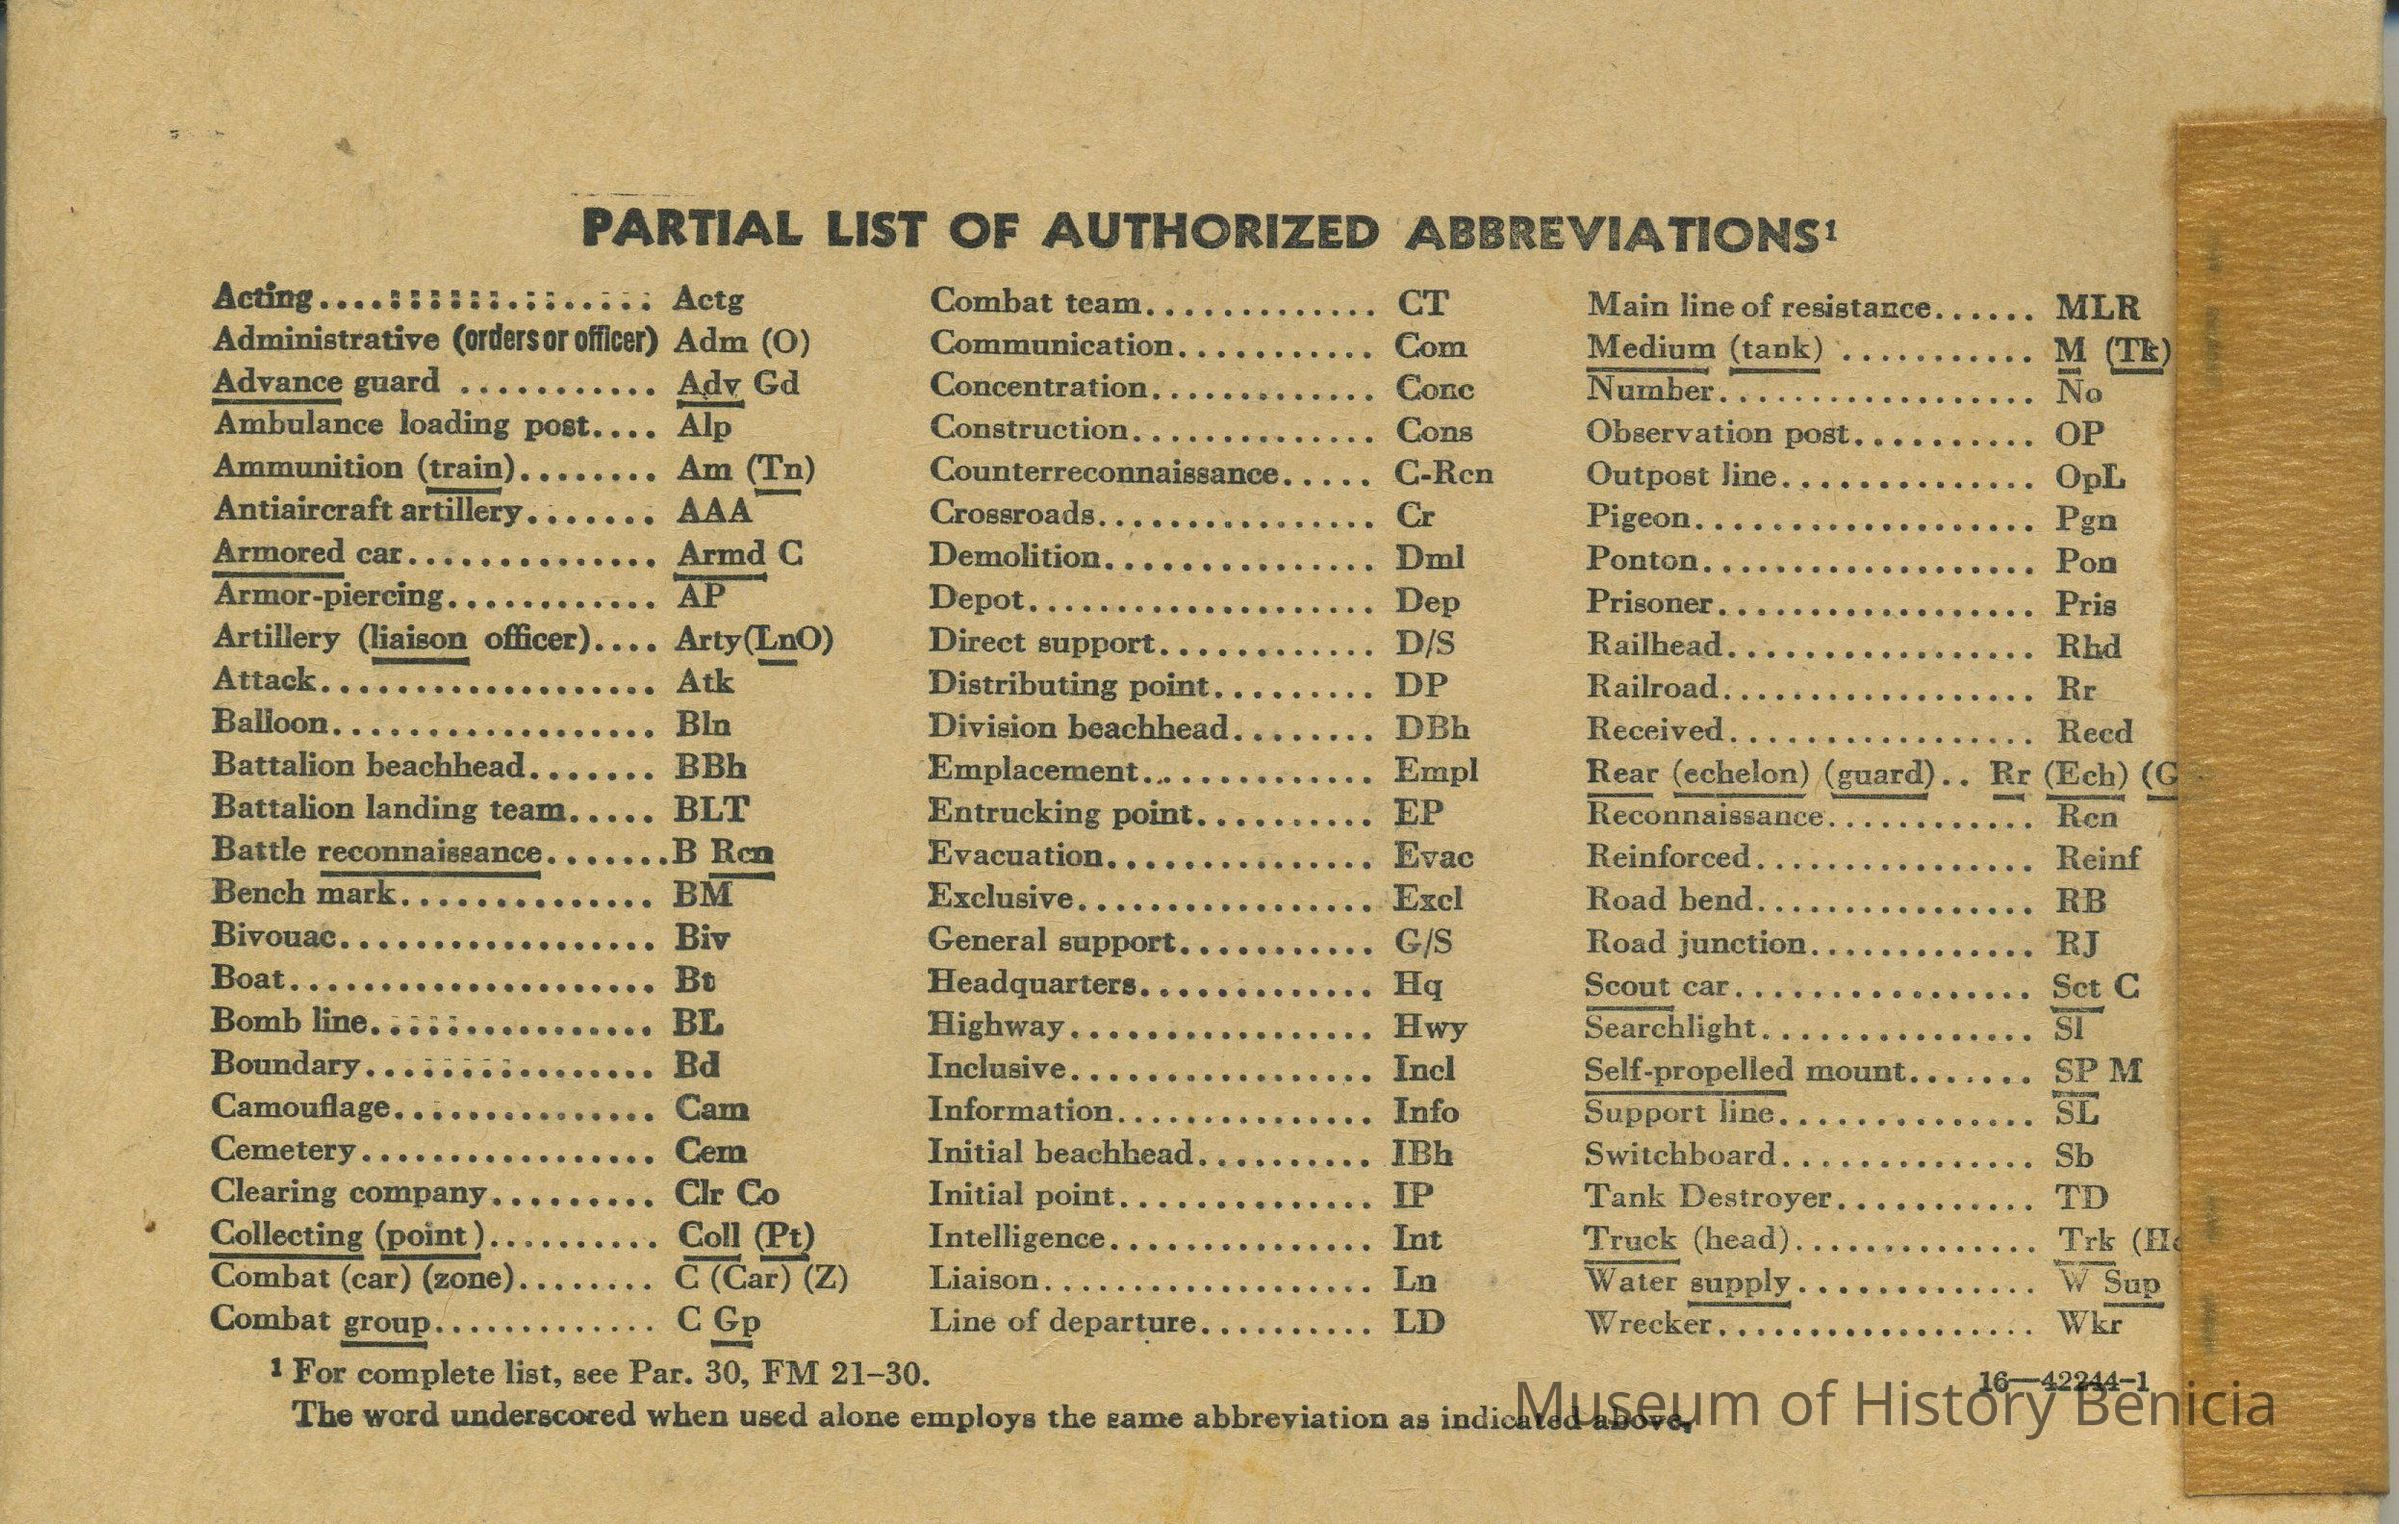 PARTIAL LIST OF AUTHORIZED ABBREVIATIONS¹
Acting.................... Actg
Administrative (orders or officer) Adm (O)
Advance guard ........... Adv Gd
Ambulance loading post.... Alp
Ammunition (train)........ Am (Tn)
Antiaircraft artillery....... AAA
Armored car.............. Armd C
Armor-piercing............ AP
Artillery (liaison officer).... Arty(LnO)
Attack................... Atk
Balloon.................. Bln
Battalion beachhead....... BBh
Battalion landing team..... BLT
Battle reconnaissance.......B Rcn
Bench mark.............. BM
Bivouac.................. Biv
Boat..................... Bt
Bomb line................ BL
Boundary................ Bd
Camouflage............... Cam
Cemetery................. Cem
Clearing company......... Clr Co
Collecting (point).......... Coll (Pt)
Combat (car) (zone)........ C (Car) (Z)
Combat group............. C Gp
Combat team............. CT
Communication........... Com
Concentration............. Conc
Construction.............. Cons
Counterreconnaissance..... C-Rcn
Crossroads................ Cr
Demolition............... Dml
Depot.................... Dep
Direct support............ D/S
Distributing point......... DP
Division beachhead........ DBh
Emplacement............. Empl
Entrucking point.......... EP
Evacuation............... Evac
Exclusive................. Excl
General support........... G/S
Headquarters............. Hq
Highway................. Hwy
Inclusive................. Incl
Information............... Info
Initial beachhead.......... IBh
Initial point............... IP
Intelligence............... Int
Liaison................... Ln
Line of departure.......... LD
Main line of resistance...... MLR
Medium (tank) ........... M (Tk)
Number.................. No
Observation post.......... OP
Outpost line.............. OpL
Pigeon................... Pgn
Ponton................... Pon
Prisoner.................. Pris
Railhead................. Rhd
Railroad.................. Rr
Received................. Recd
Rear (echelon) (guard).. Rr (Ech) (G
Reconnaissance............ Rcn
Reinforced................ Reinf
Road bend................ RB
Road junction............. RJ
Scout car................. Sct C
Searchlight............... Sl
Self-propelled mount....... SP M
Support line.............. SL
Switchboard.............. Sb
Tank Destroyer........... TD
Truck (head).............. Trk (H
Water supply............. W Sup
Wrecker.................. Wkr
¹ For complete list, see Par. 30, FM 21–30.
16—42244-1
The word underscored when used alone employs the same abbreviation as indicated above.
Museum of History Benicia